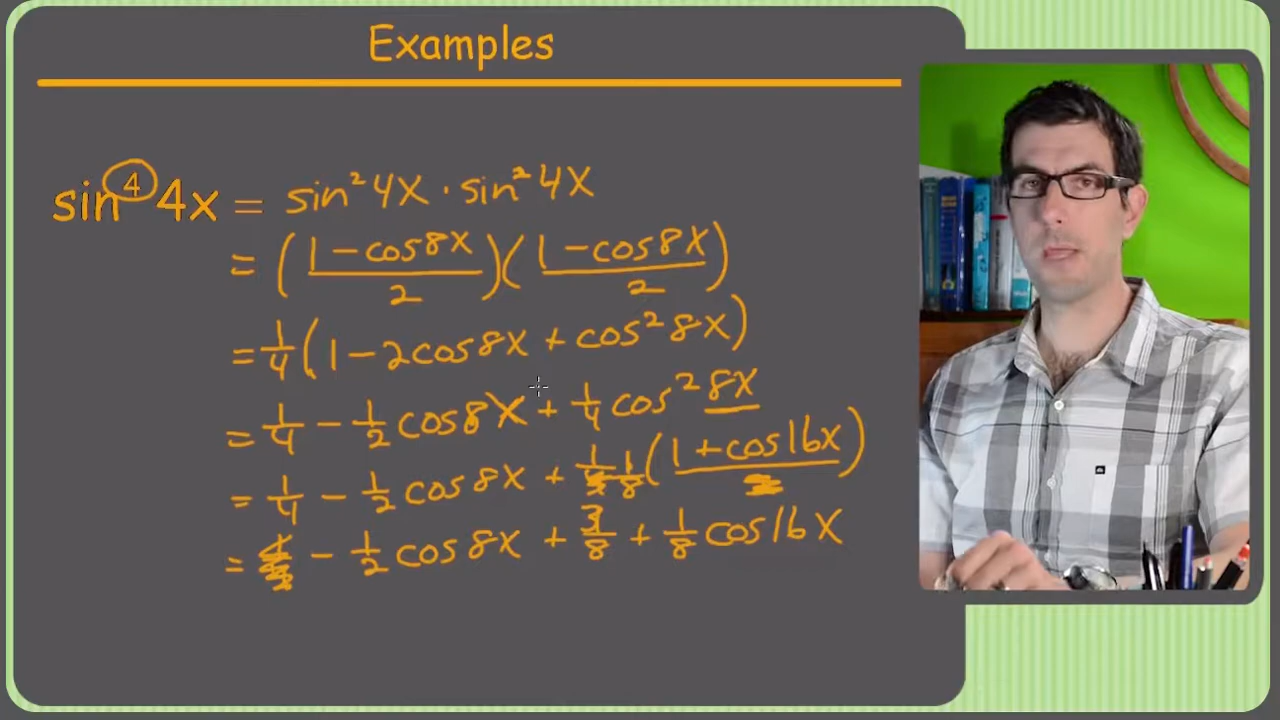 Examples
sin⁴4x = sin²4x · sin²4x
= ((1 - cos8x)/2)((1 - cos8x)/2)
= 1/4(1 - 2cos8x + cos²8x)
= 1/4 - 1/2 cos8x + 1/4 cos²8x
= 1/4 - 1/2 cos8x + 1/8(1 + cos16x)
= - 1/2 cos8x + 3/8 + 1/8 cos16x